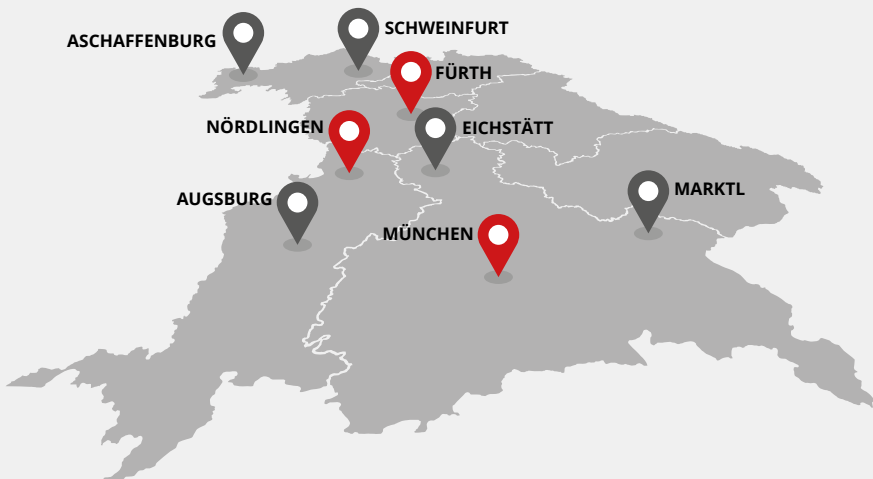 SCHWEINFURT
ASCHAFFENBURG
FÜRTH
NÖRDLINGEN
EICHSTÄTT
MARKTL
AUGSBURG
MÜNCHEN